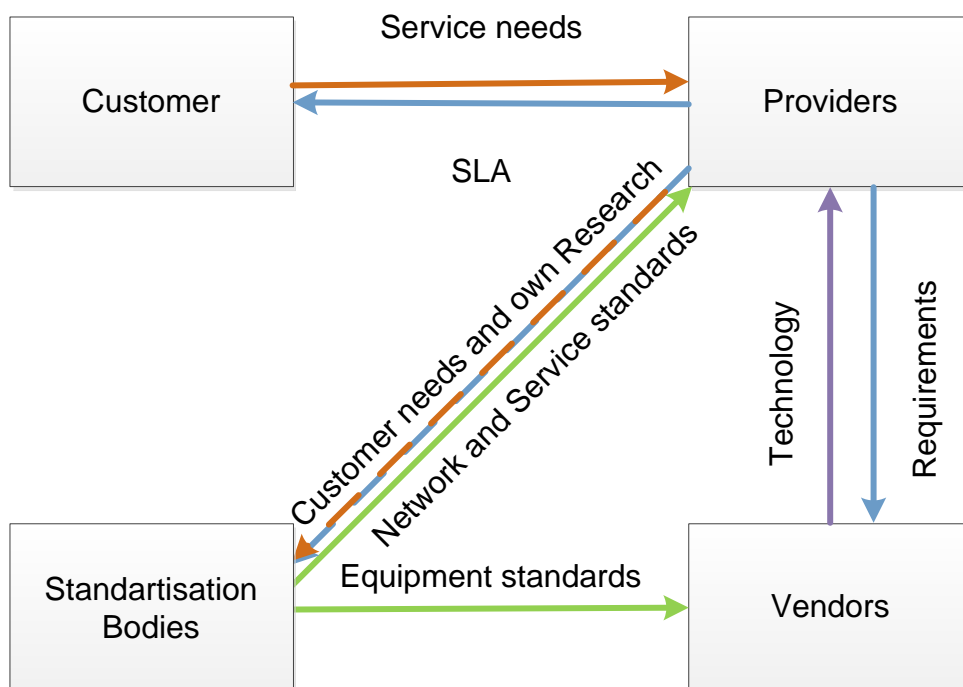 Service needs
Customer
Providers
SLA
Customer needs and own Research
Network and Service standards
Technology
Requirements
Equipment standards
Standartisation
Bodies
Vendors